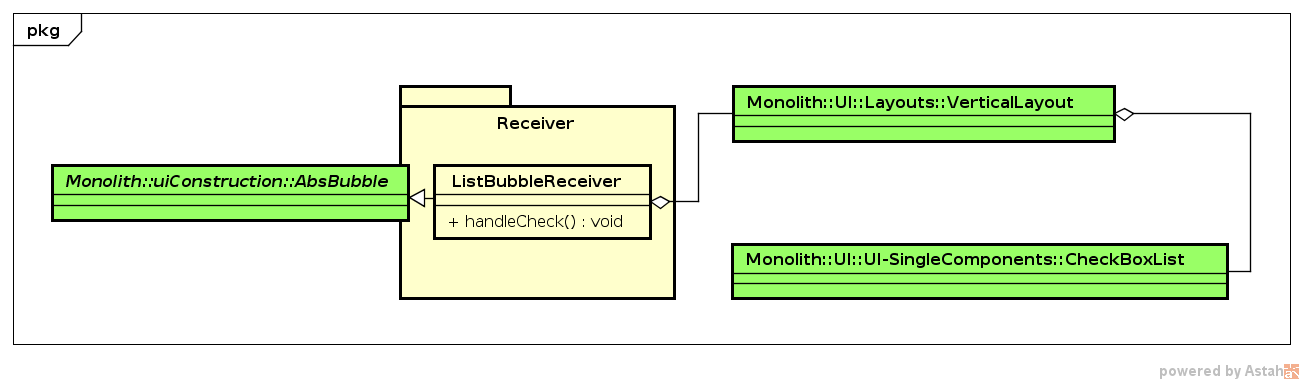 pkg
Receiver
Monolith::UI::Layouts::VerticalLayout
Monolith::uiConstruction::AbsBubble
ListBubbleReceiver
+ handleCheck() : void
Monolith::UI::UI-SingleComponents::CheckBoxList
powered by Astah